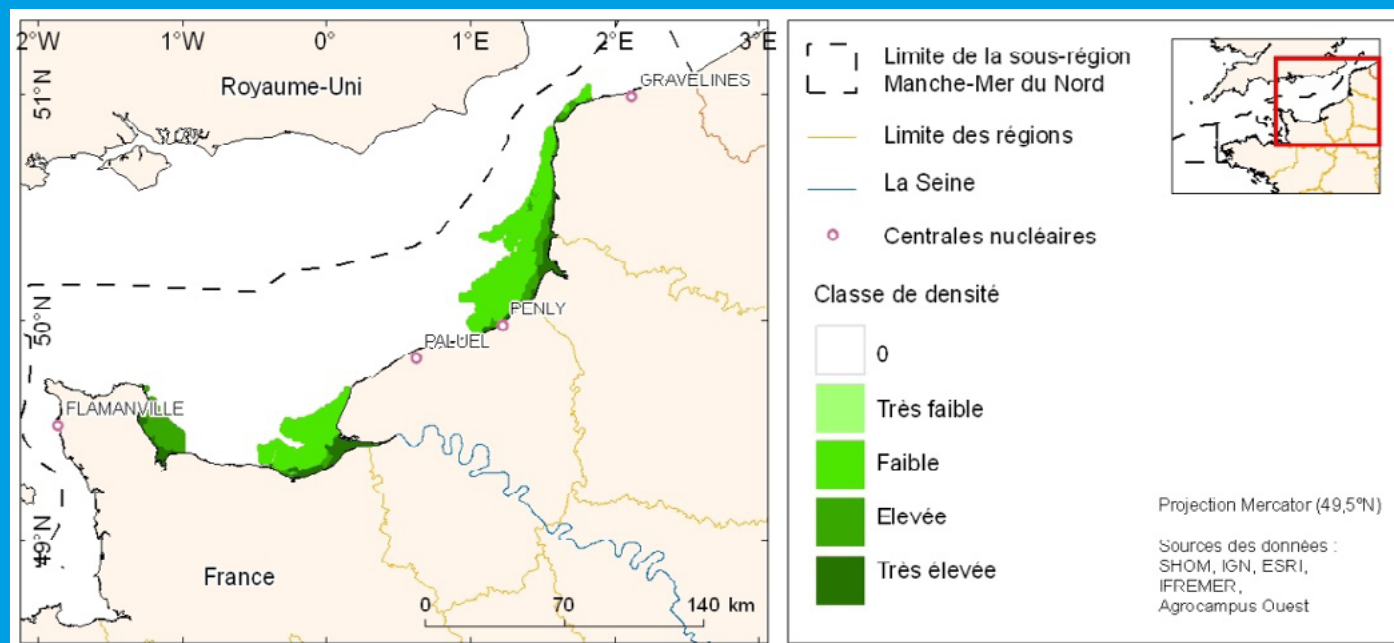 2°W 1°W 0° 1°E 2°E 3°E
51°N
50°N
49°N
Royaume-Uni
GRAVELINES
PENLY
PALUEL
FLAMANVILLE
France
0 70 140 km
Limite de la sous-région
Manche-Mer du Nord
Limite des régions
La Seine
Centrales nucléaires
Classe de densité
0
Très faible
Faible
Elevée
Très élevée
Projection Mercator (49,5°N)
Sources des données :
SHOM, IGN, ESRI,
IFREMER,
Agrocampus Ouest